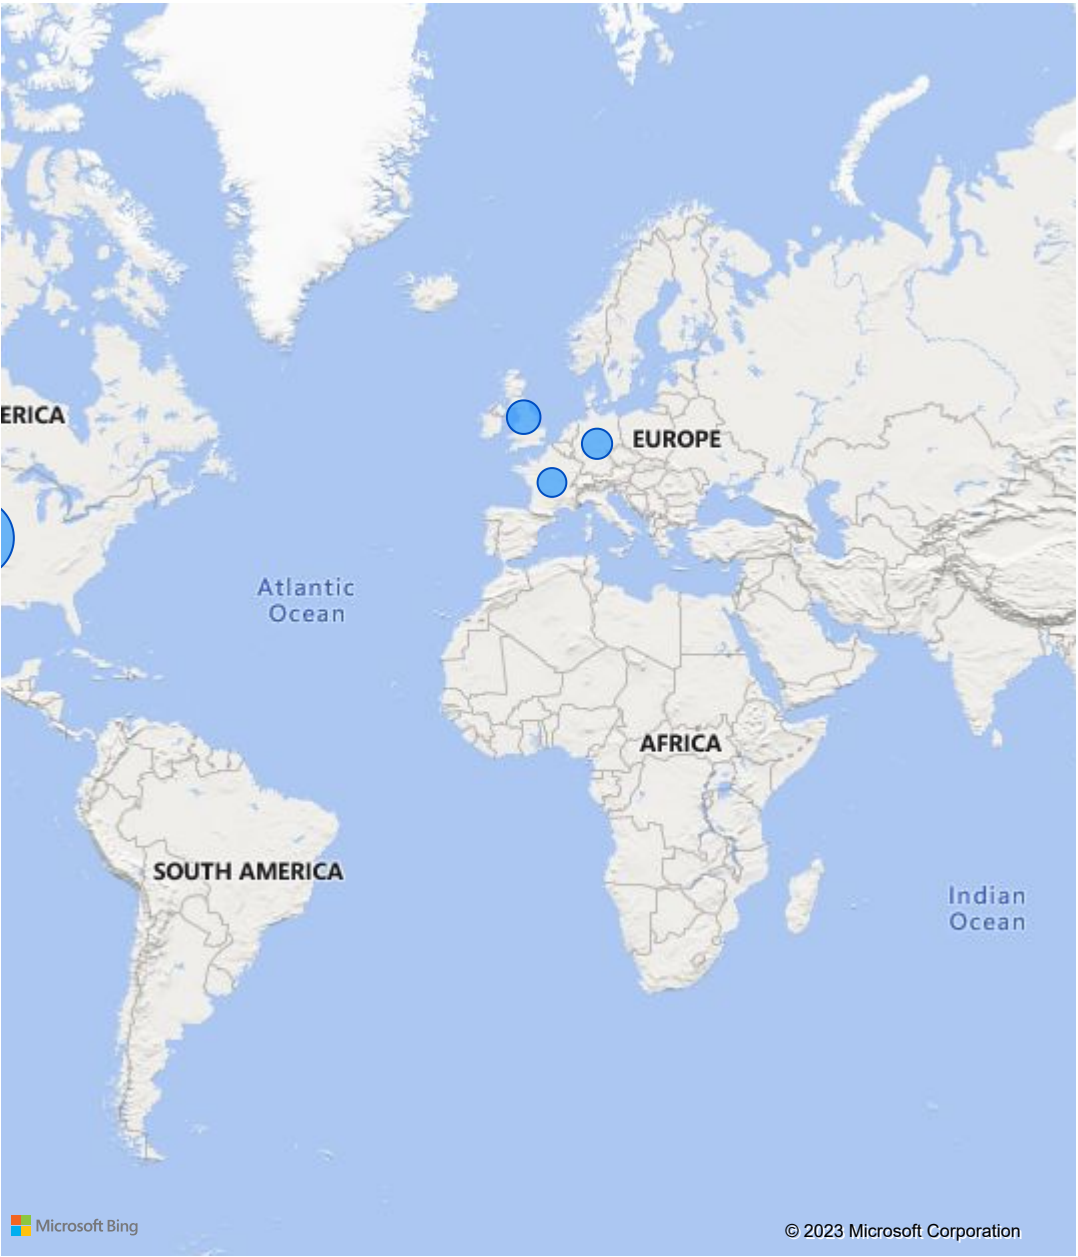 ERICA
EUROPE
Atlantic
Ocean
AFRICA
SOUTH AMERICA
Indian
Ocean
Microsoft Bing
© 2023 Microsoft Corporation